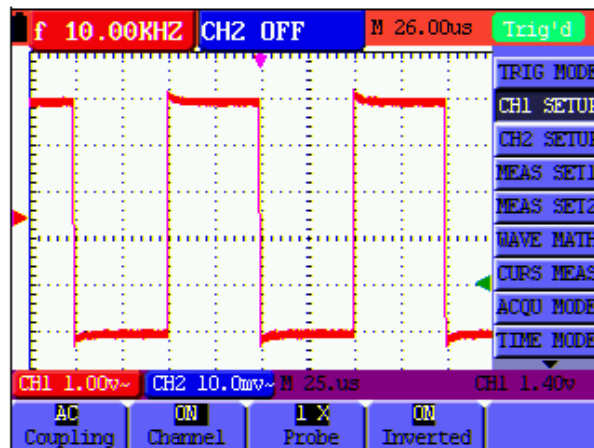 f 10.00KHZ CH2 OFF M 26.00us Trig'd
TRIG MODE
CH1 SETUP
CH2 SETUP
MEAS SET1
MEAS SET2
WAVE MATH
CURS MEAS
ACQU MODE
TIME MODE
CH1 1.00v~ CH2 10.0mv~ M 25.us CH1 1.40v
AC ON 1 X ON
Coupling Channel Probe Inverted